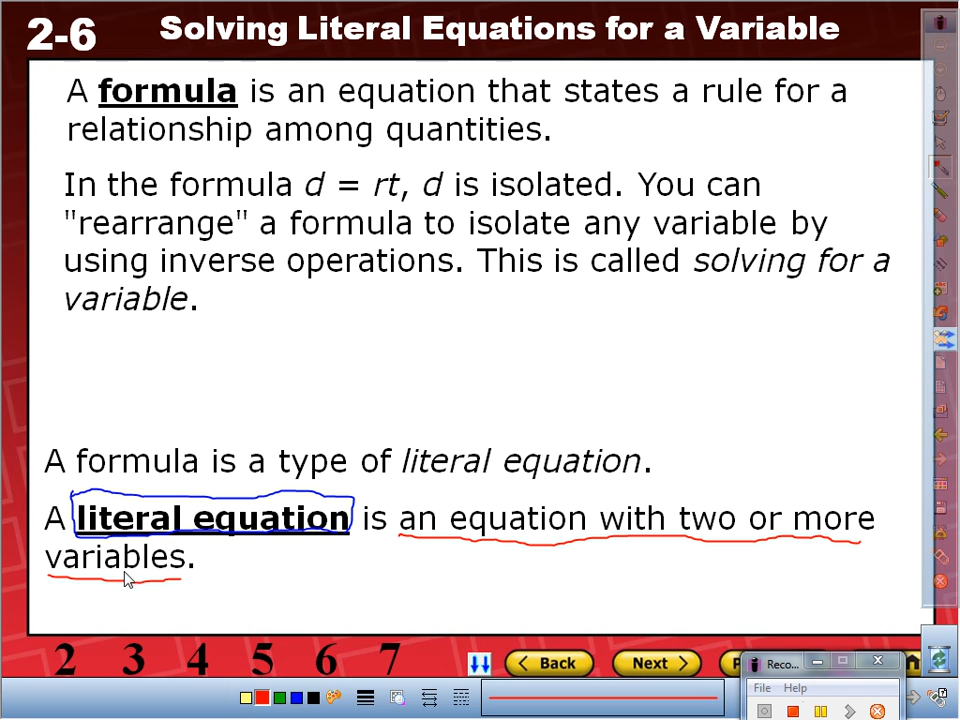 2-6 Solving Literal Equations for a Variable
A formula is an equation that states a rule for a
relationship among quantities.
In the formula d = rt, d is isolated. You can
"rearrange" a formula to isolate any variable by
using inverse operations. This is called solving for a
variable.
A formula is a type of literal equation.
A literal equation is an equation with two or more
variables.
2 3 4 5 6 7
< Back Next >
Reco...
File Help